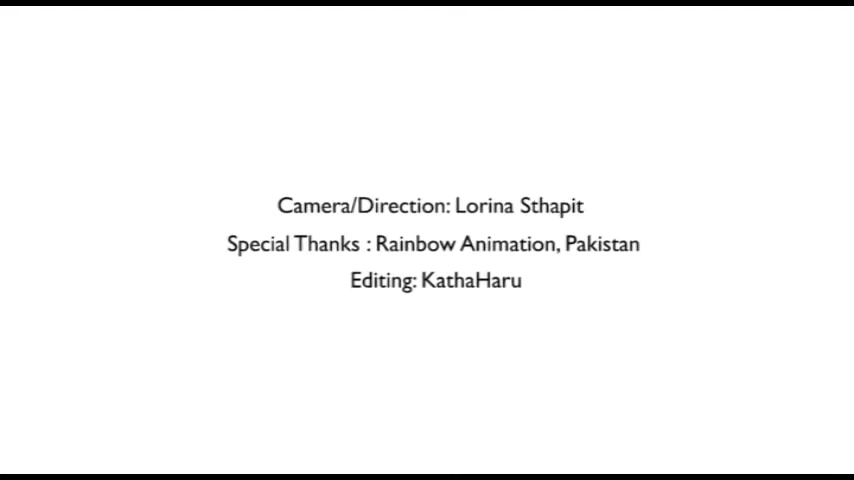 Camera/Direction: Lorina Sthapit
Special Thanks : Rainbow Animation, Pakistan
Editing: KathaHaru